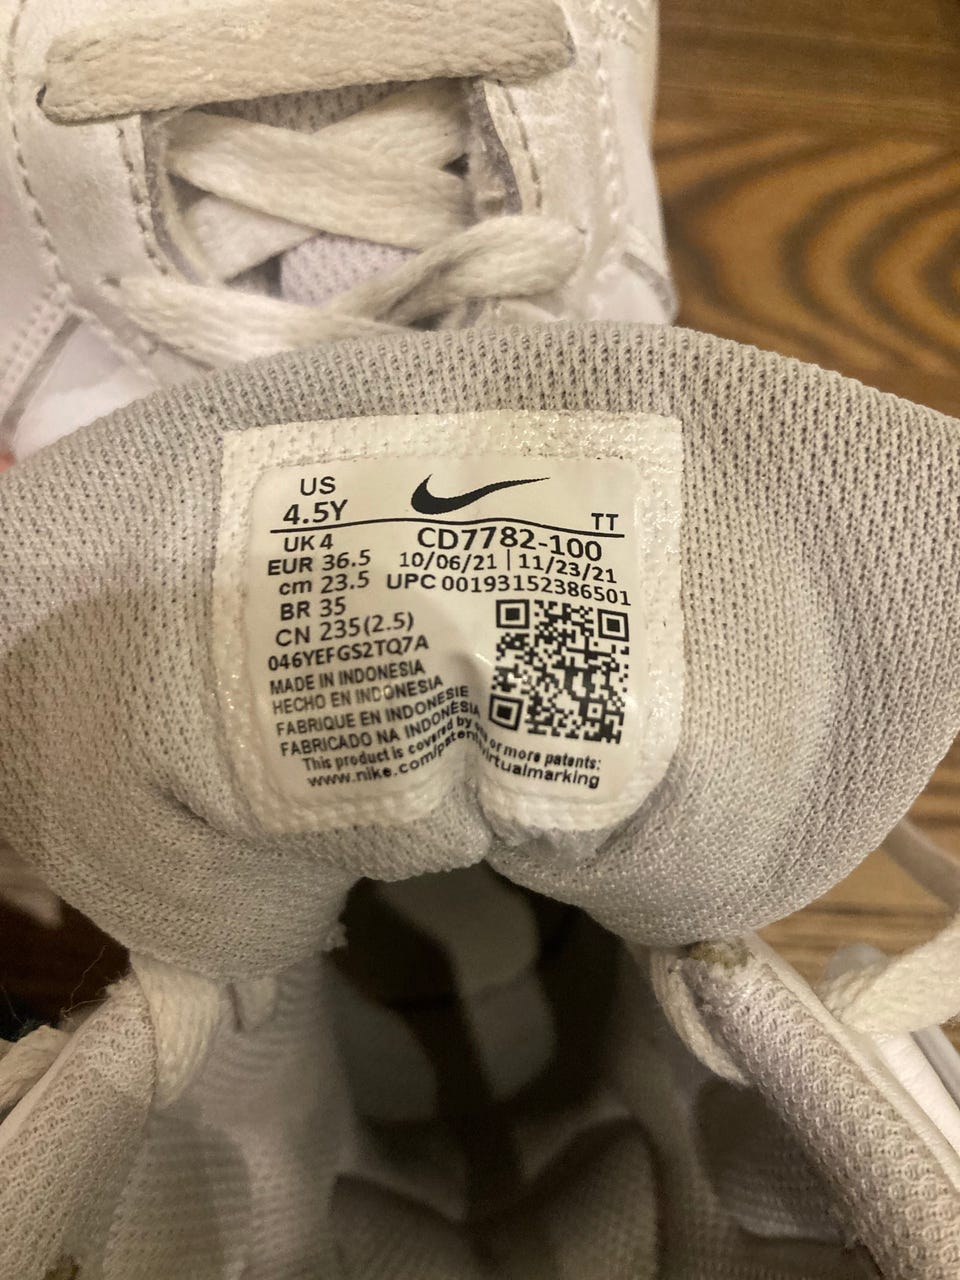 US
4.5Y
TT
UK 4
CD7782-100
EUR 36.5
10/06/21 | 11/23/21
cm 23.5
UPC 00193152386501
BR 35
CN 235(2.5)
046YEFGS2TQ7A
MADE IN INDONESIA
HECHO EN INDONESIA
FABRIQUE EN INDONESIE
FABRICADO NA INDONÉSIA
This product is covered by or more patents:
www.nike.com/patent/virtualmarking